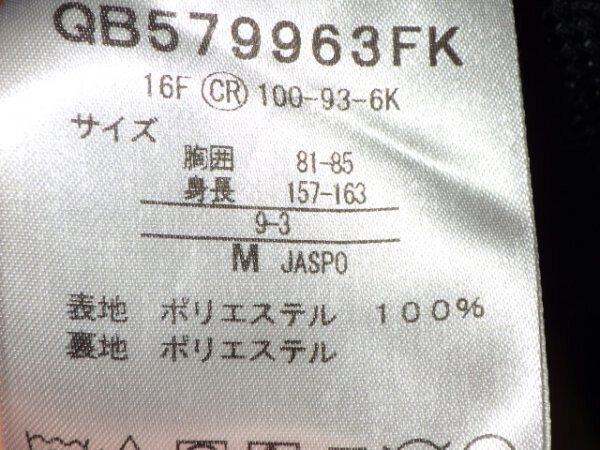 QB579963FK
16F CR 100-93-6K
サイズ
胸囲 81-85
身長 157-163
9-3
M JASPO
表地 ポリエステル 100%
裏地 ポリエステル